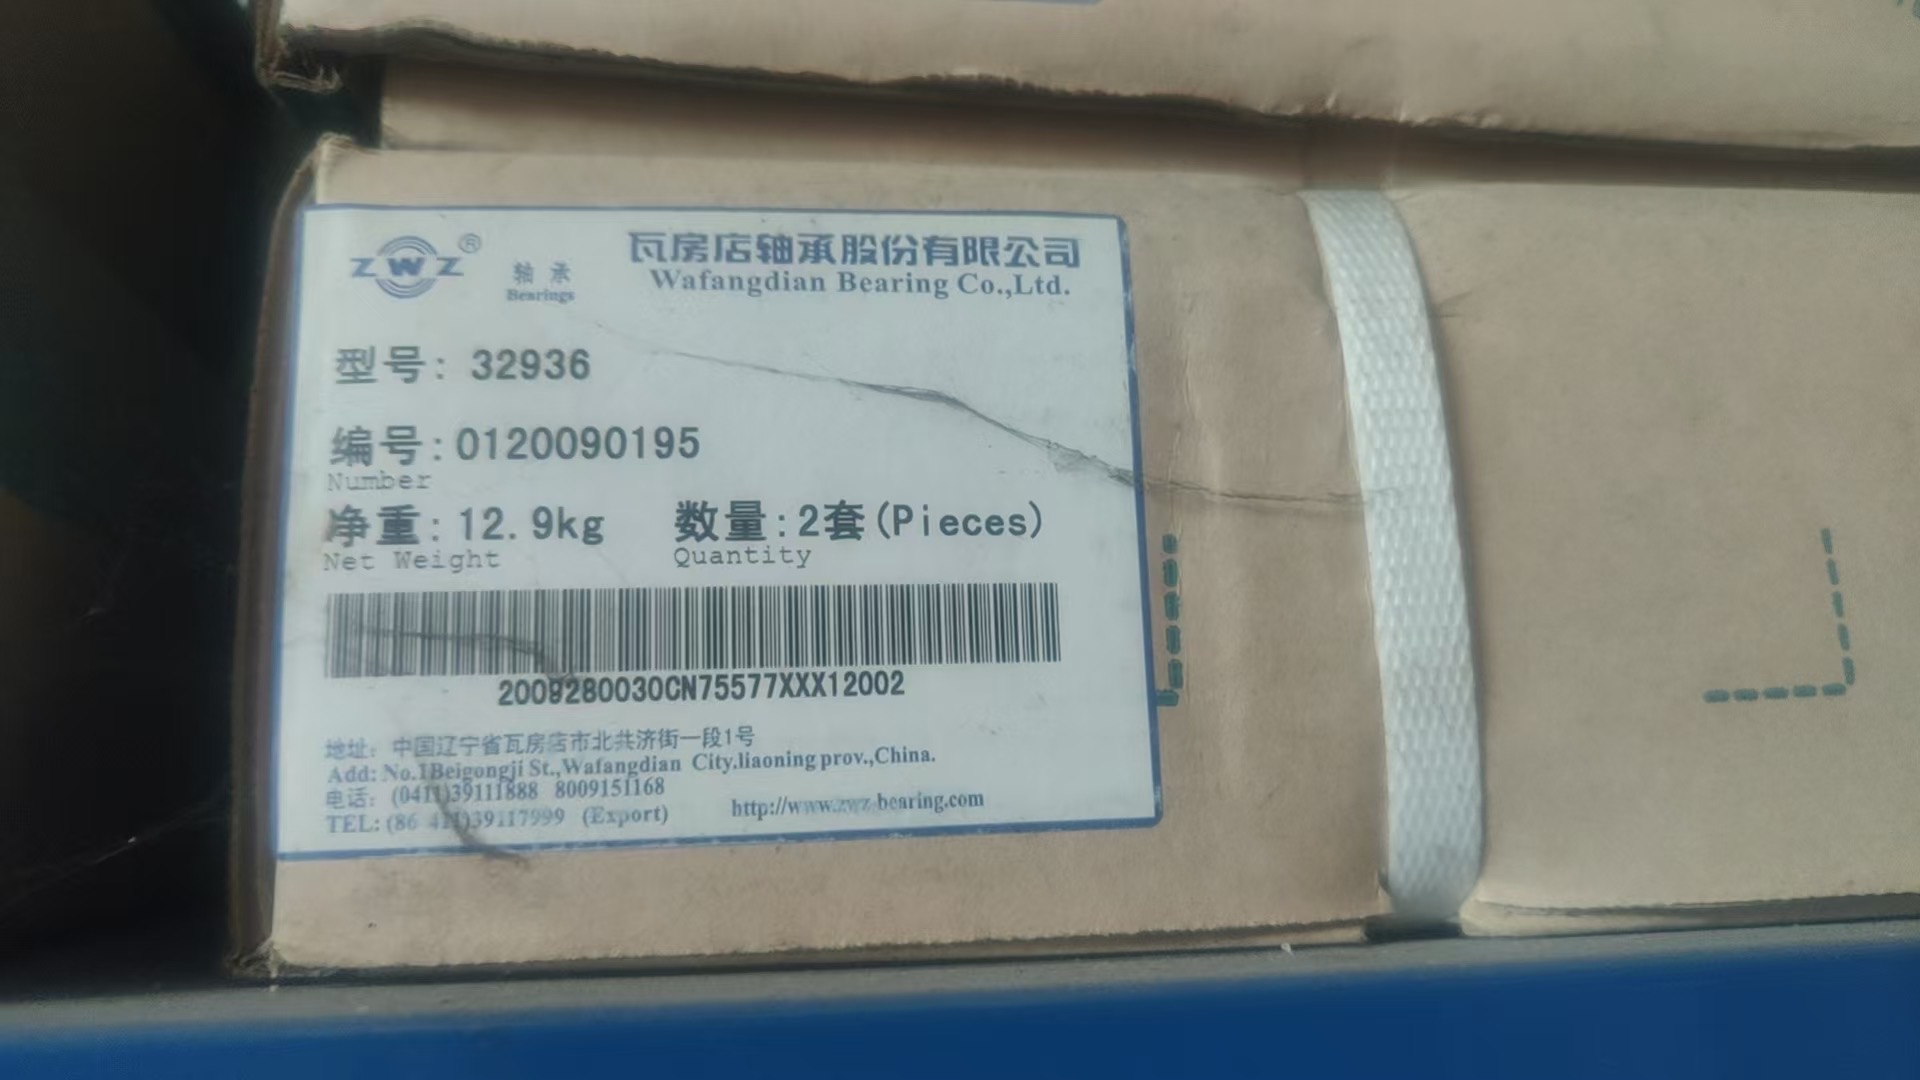 ZWZ®
轴承
Bearings
瓦房店轴承股份有限公司
Wafangdian Bearing Co.,Ltd.
型号: 32936
编号:0120090195
Number
净重: 12.9kg 数量:2套(Pieces)
Net Weight Quantity
2009280030CN75577XXX12002
地址: 中国辽宁省瓦房店市北共济街一段1号
Add: No.1Beigongji St.,Wafangdian City.liaoning prov.,China.
电话: (0411)39111888 8009151168
TEL: (86 411)39117999 (Export) http://www.zwz-bearing.com